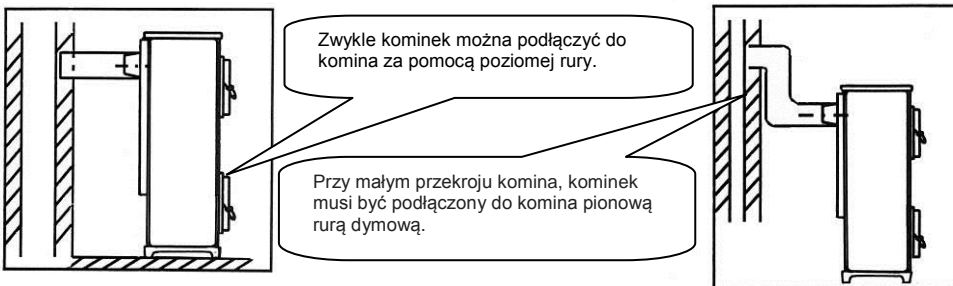 Zwykle kominek można podłączyć do
komina za pomocą poziomej rury.
Przy małym przekroju komina, kominek
musi być podłączony do komina pionową
rurą dymową.